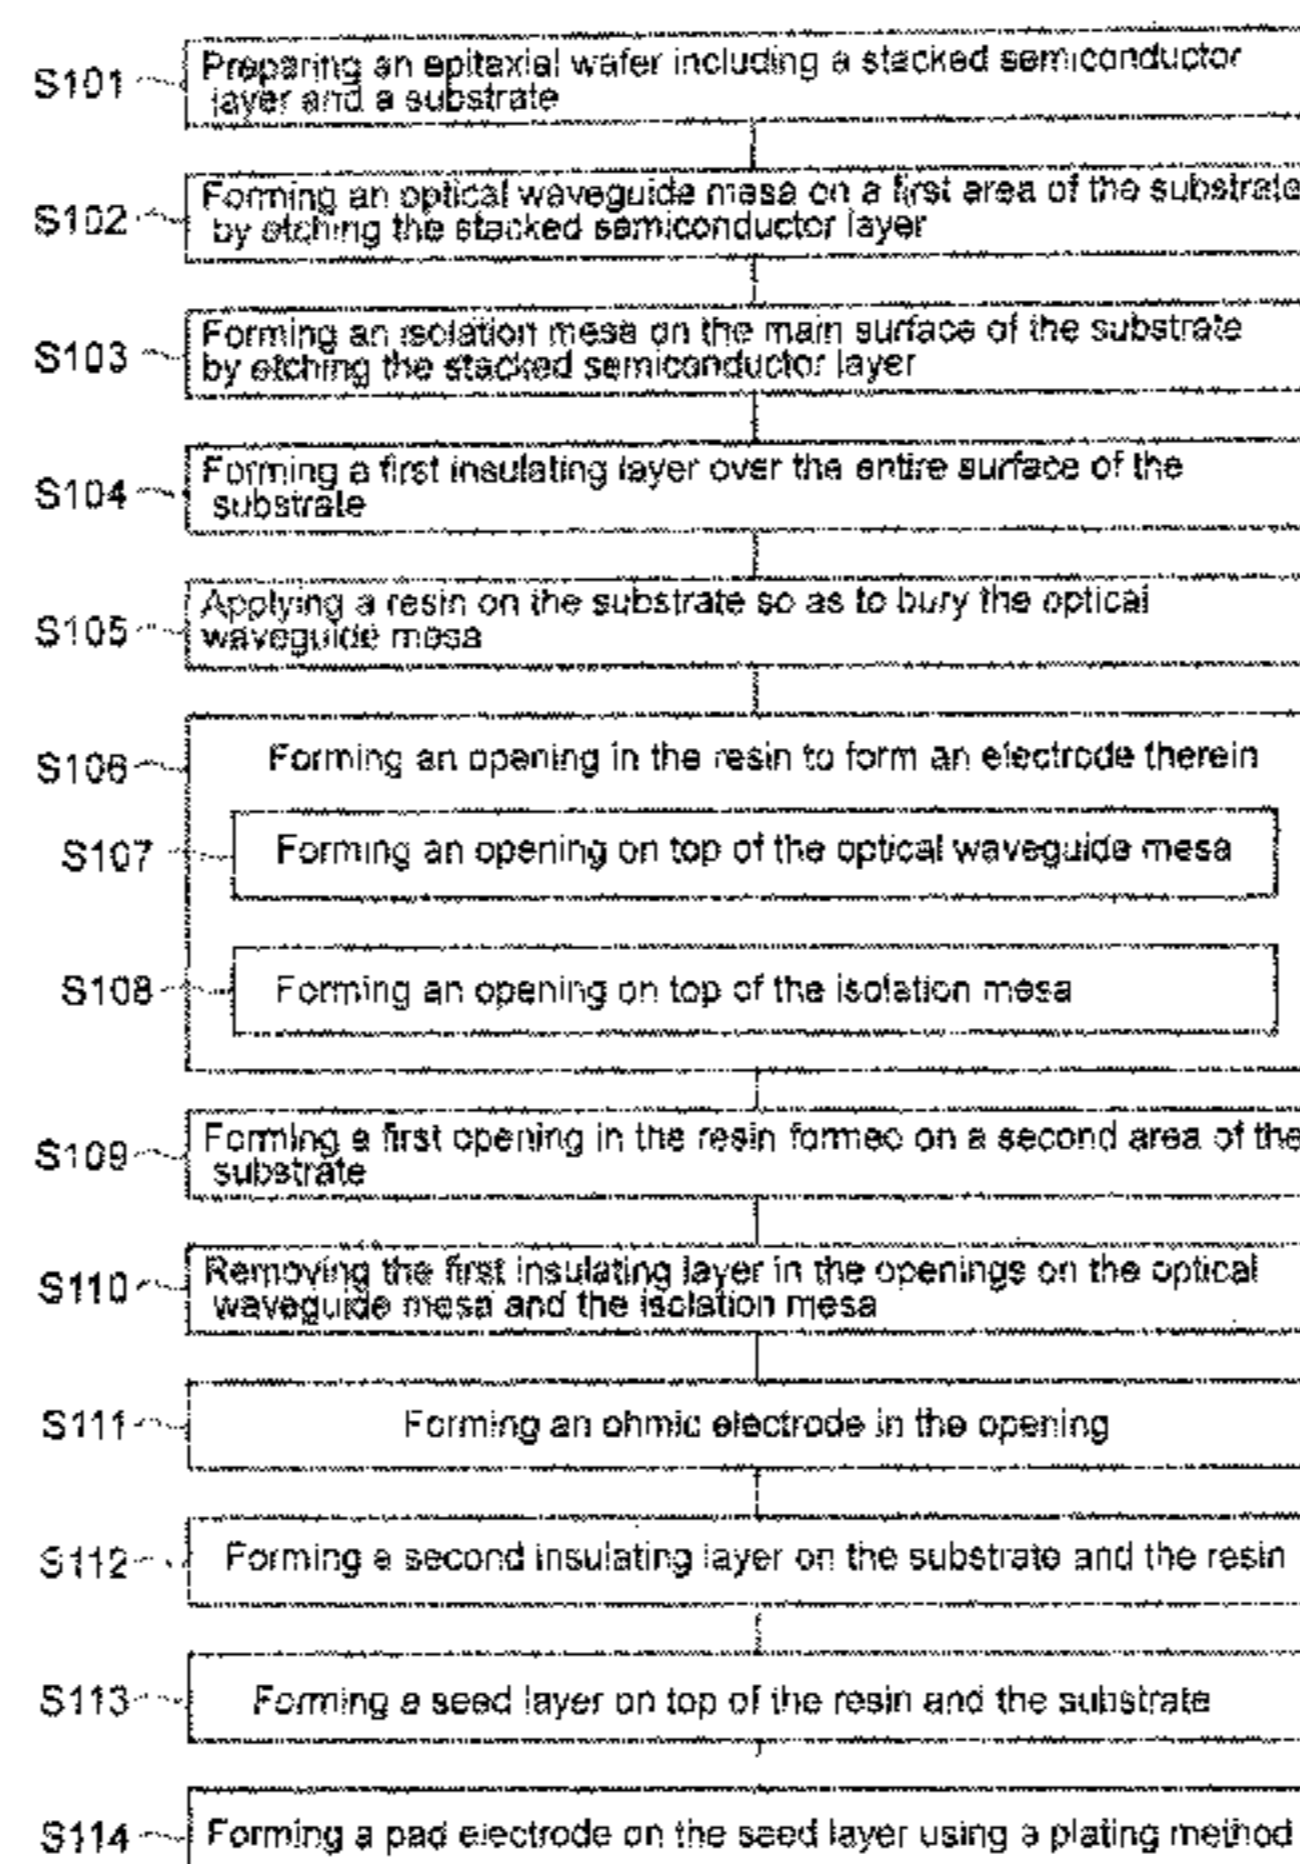 S101 Preparing an epitaxial wafer including a stacked semiconductor
layer and a substrate
S102 Forming an optical waveguide mesa on a first area of the substrate
by etching the stacked semiconductor layer
S103 Forming an isolation mesa on the main surface of the substrate
by etching the stacked semiconductor layer
S104 Forming a first insulating layer over the entire surface of the
substrate
S105 Applying a resin on the substrate so as to bury the optical
waveguide mesa
S106 Forming an opening in the resin to form an electrode therein
S107 Forming an opening on top of the optical waveguide mesa
S108 Forming an opening on top of the isolation mesa
S109 Forming a first opening in the resin formed on a second area of the
substrate
S110 Removing the first insulating layer in the openings on the optical
waveguide mesa and the isolation mesa
S111 Forming an ohmic electrode in the opening
S112 Forming a second insulating layer on the substrate and the resin
S113 Forming a seed layer on top of the resin and the substrate
S114 Forming a pad electrode on the seed layer using a plating method